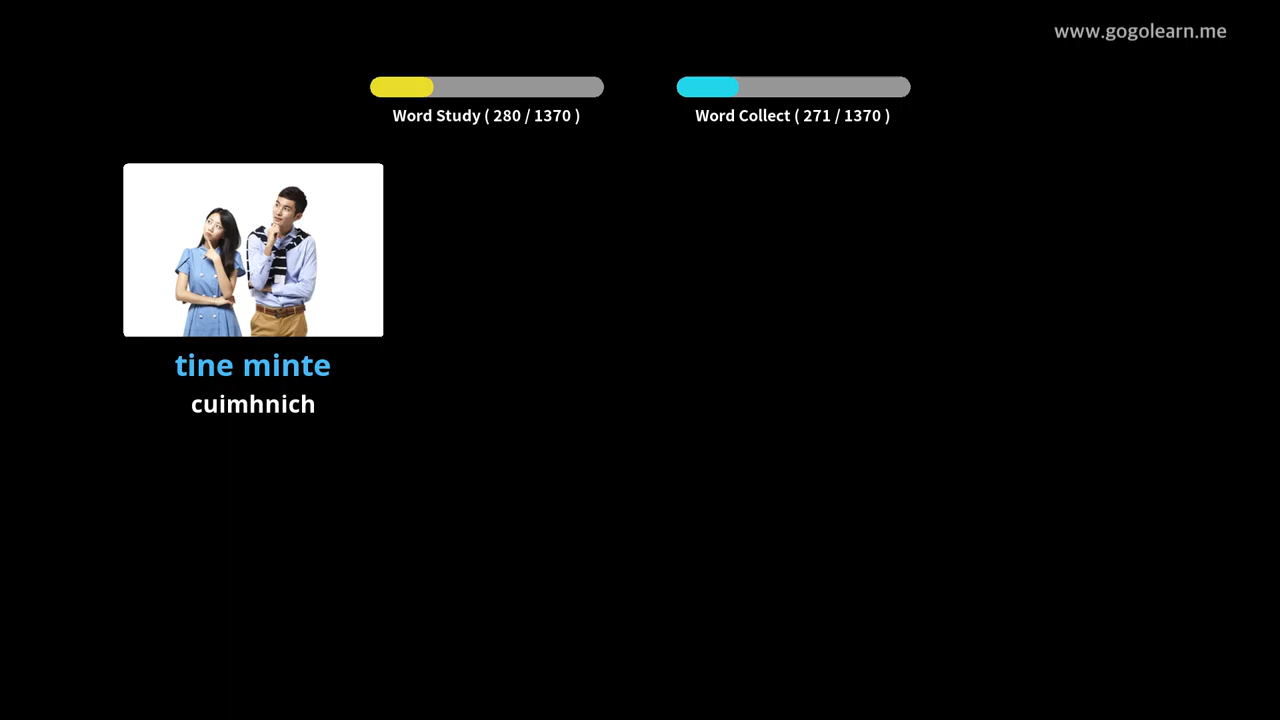 www.gogolearn.me
Word Study ( 280 / 1370 )
Word Collect ( 271 / 1370 )
tine minte
cuimhnich